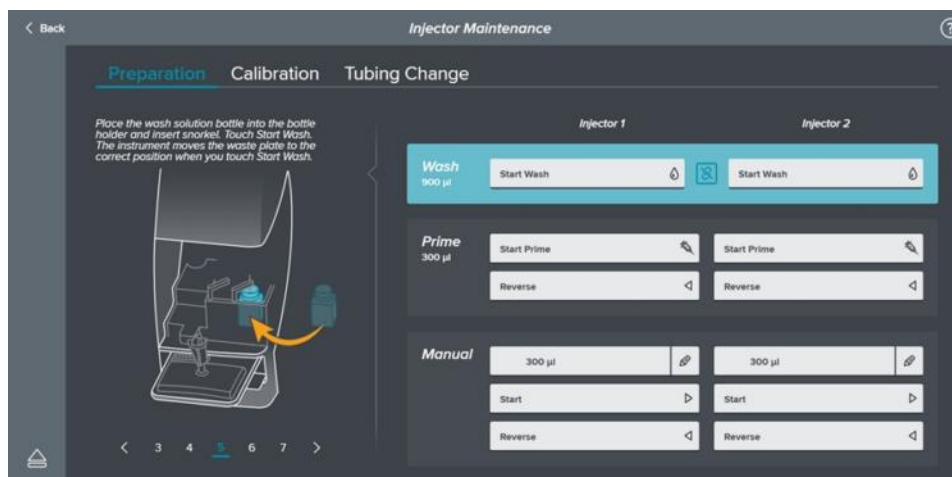 Back
Injector Maintenance
?
Preparation Calibration Tubing Change
Place the wash solution bottle into the bottle
holder and insert snorkel. Touch Start Wash.
The instrument moves the waste plate to the
correct position when you touch Start Wash.
Injector 1 Injector 2
Wash
900 µl
Start Wash Start Wash
Prime
300 µl
Start Prime Start Prime
Reverse Reverse
Manual
300 µl 300 µl
Start Start
Reverse Reverse
< 3 4 5 6 7 >